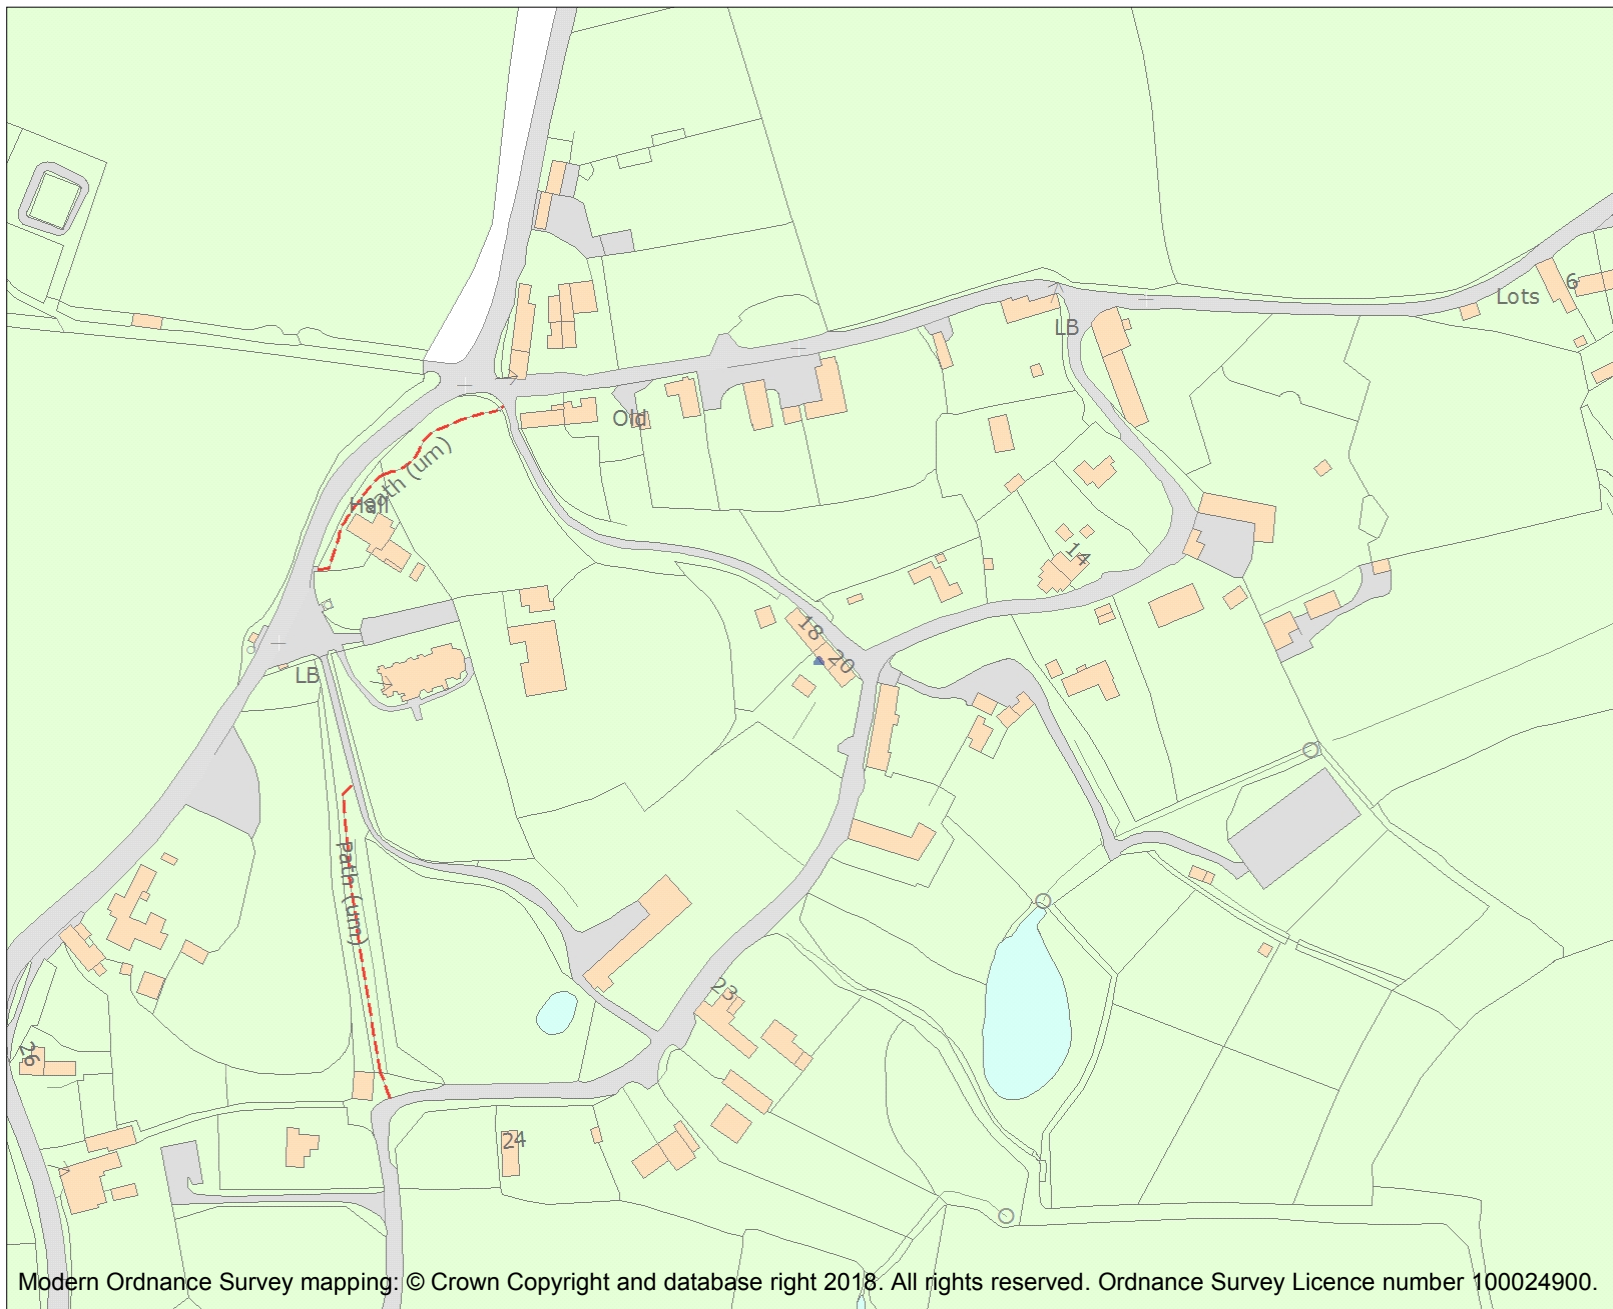 6
Lots
LB
Old
Path (um)
Hall
14
18
20
LB
Path (um)
23
26
24
Modern Ordnance Survey mapping: © Crown Copyright and database right 2018. All rights reserved. Ordnance Survey Licence number 100024900.